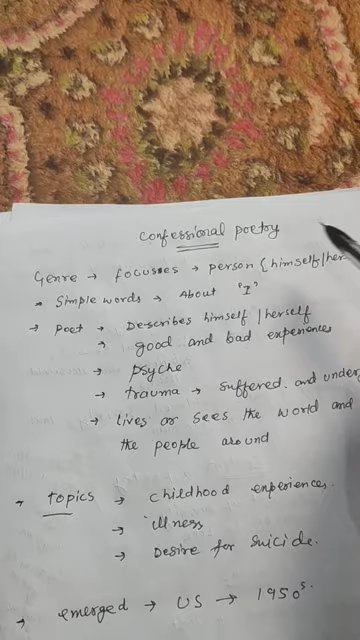 confessional poetry
Genre → focusses → person {himself/her
* Simple words → About "I"
→ Poet → Describes himself/herself
→ good and bad experiences
→ psyche
→ trauma → suffered. and under
→ lives or sees the world and
the people around
→ topics → childhood experiences.
→ illness
→ Desire for suicide.
→ emerged → US → 1950s.